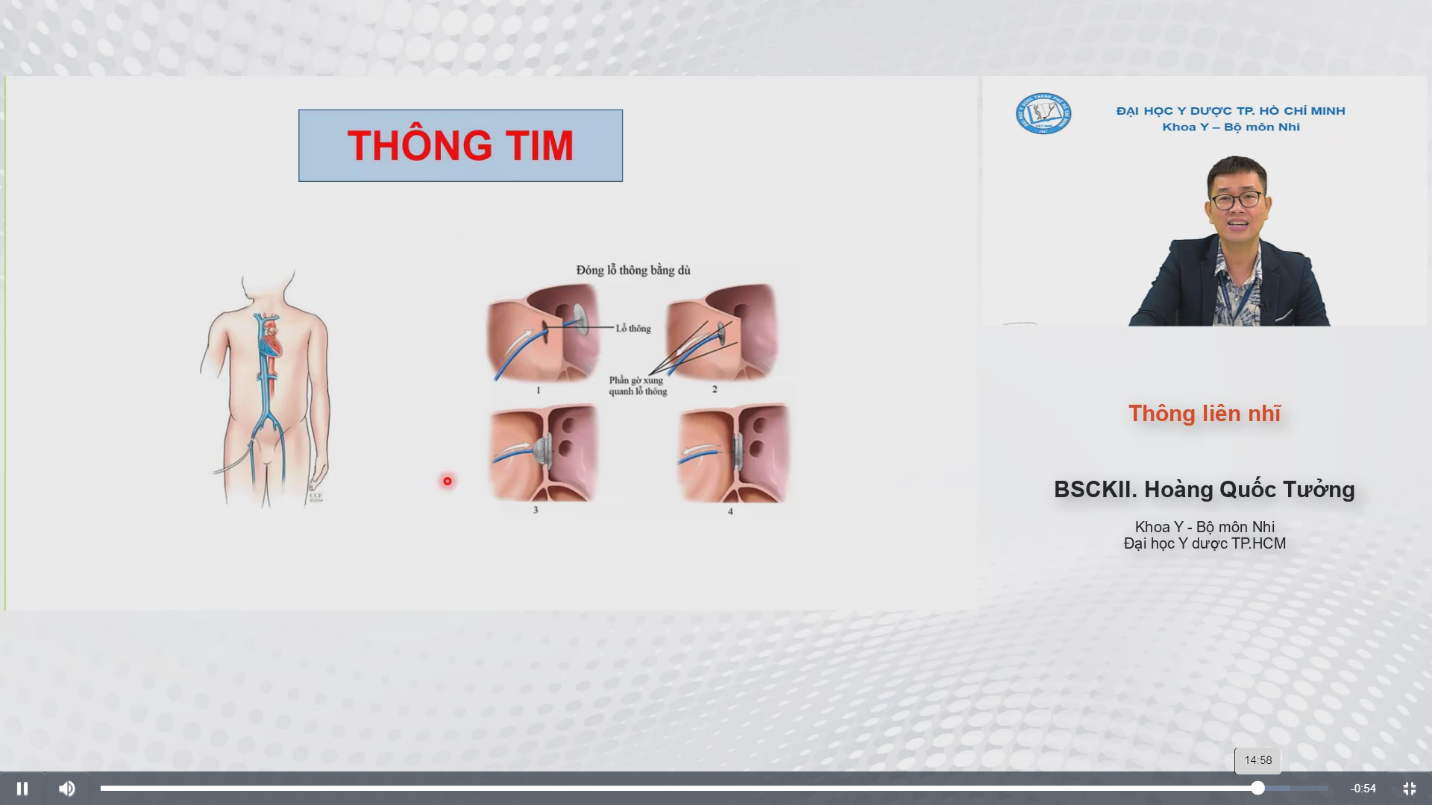 THÔNG TIM
Đóng lỗ thông bằng dù
Lỗ thông
Phần gờ xung
quanh lỗ thông
1
2
3
4
ĐẠI HỌC Y DƯỢC TP. HỒ CHÍ MINH
Khoa Y – Bộ môn Nhi
Thông liên nhĩ
BSCKII. Hoàng Quốc Tưởng
Khoa Y - Bộ môn Nhi
Đại học Y dược TP.HCM
14:58
-0:54